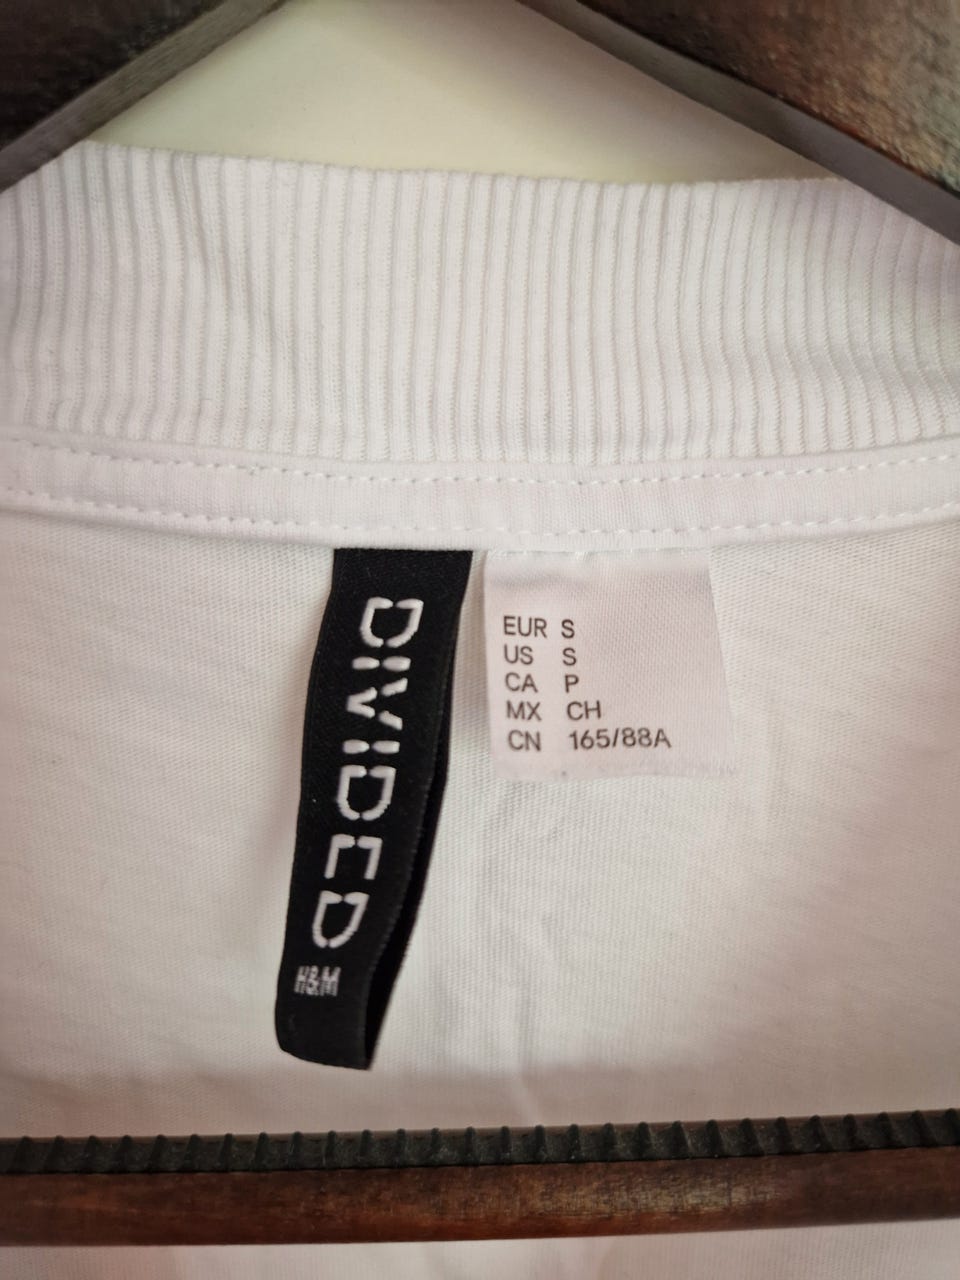 DIVIDED
H&M
EUR S
US S
CA P
MX CH
CN 165/88A